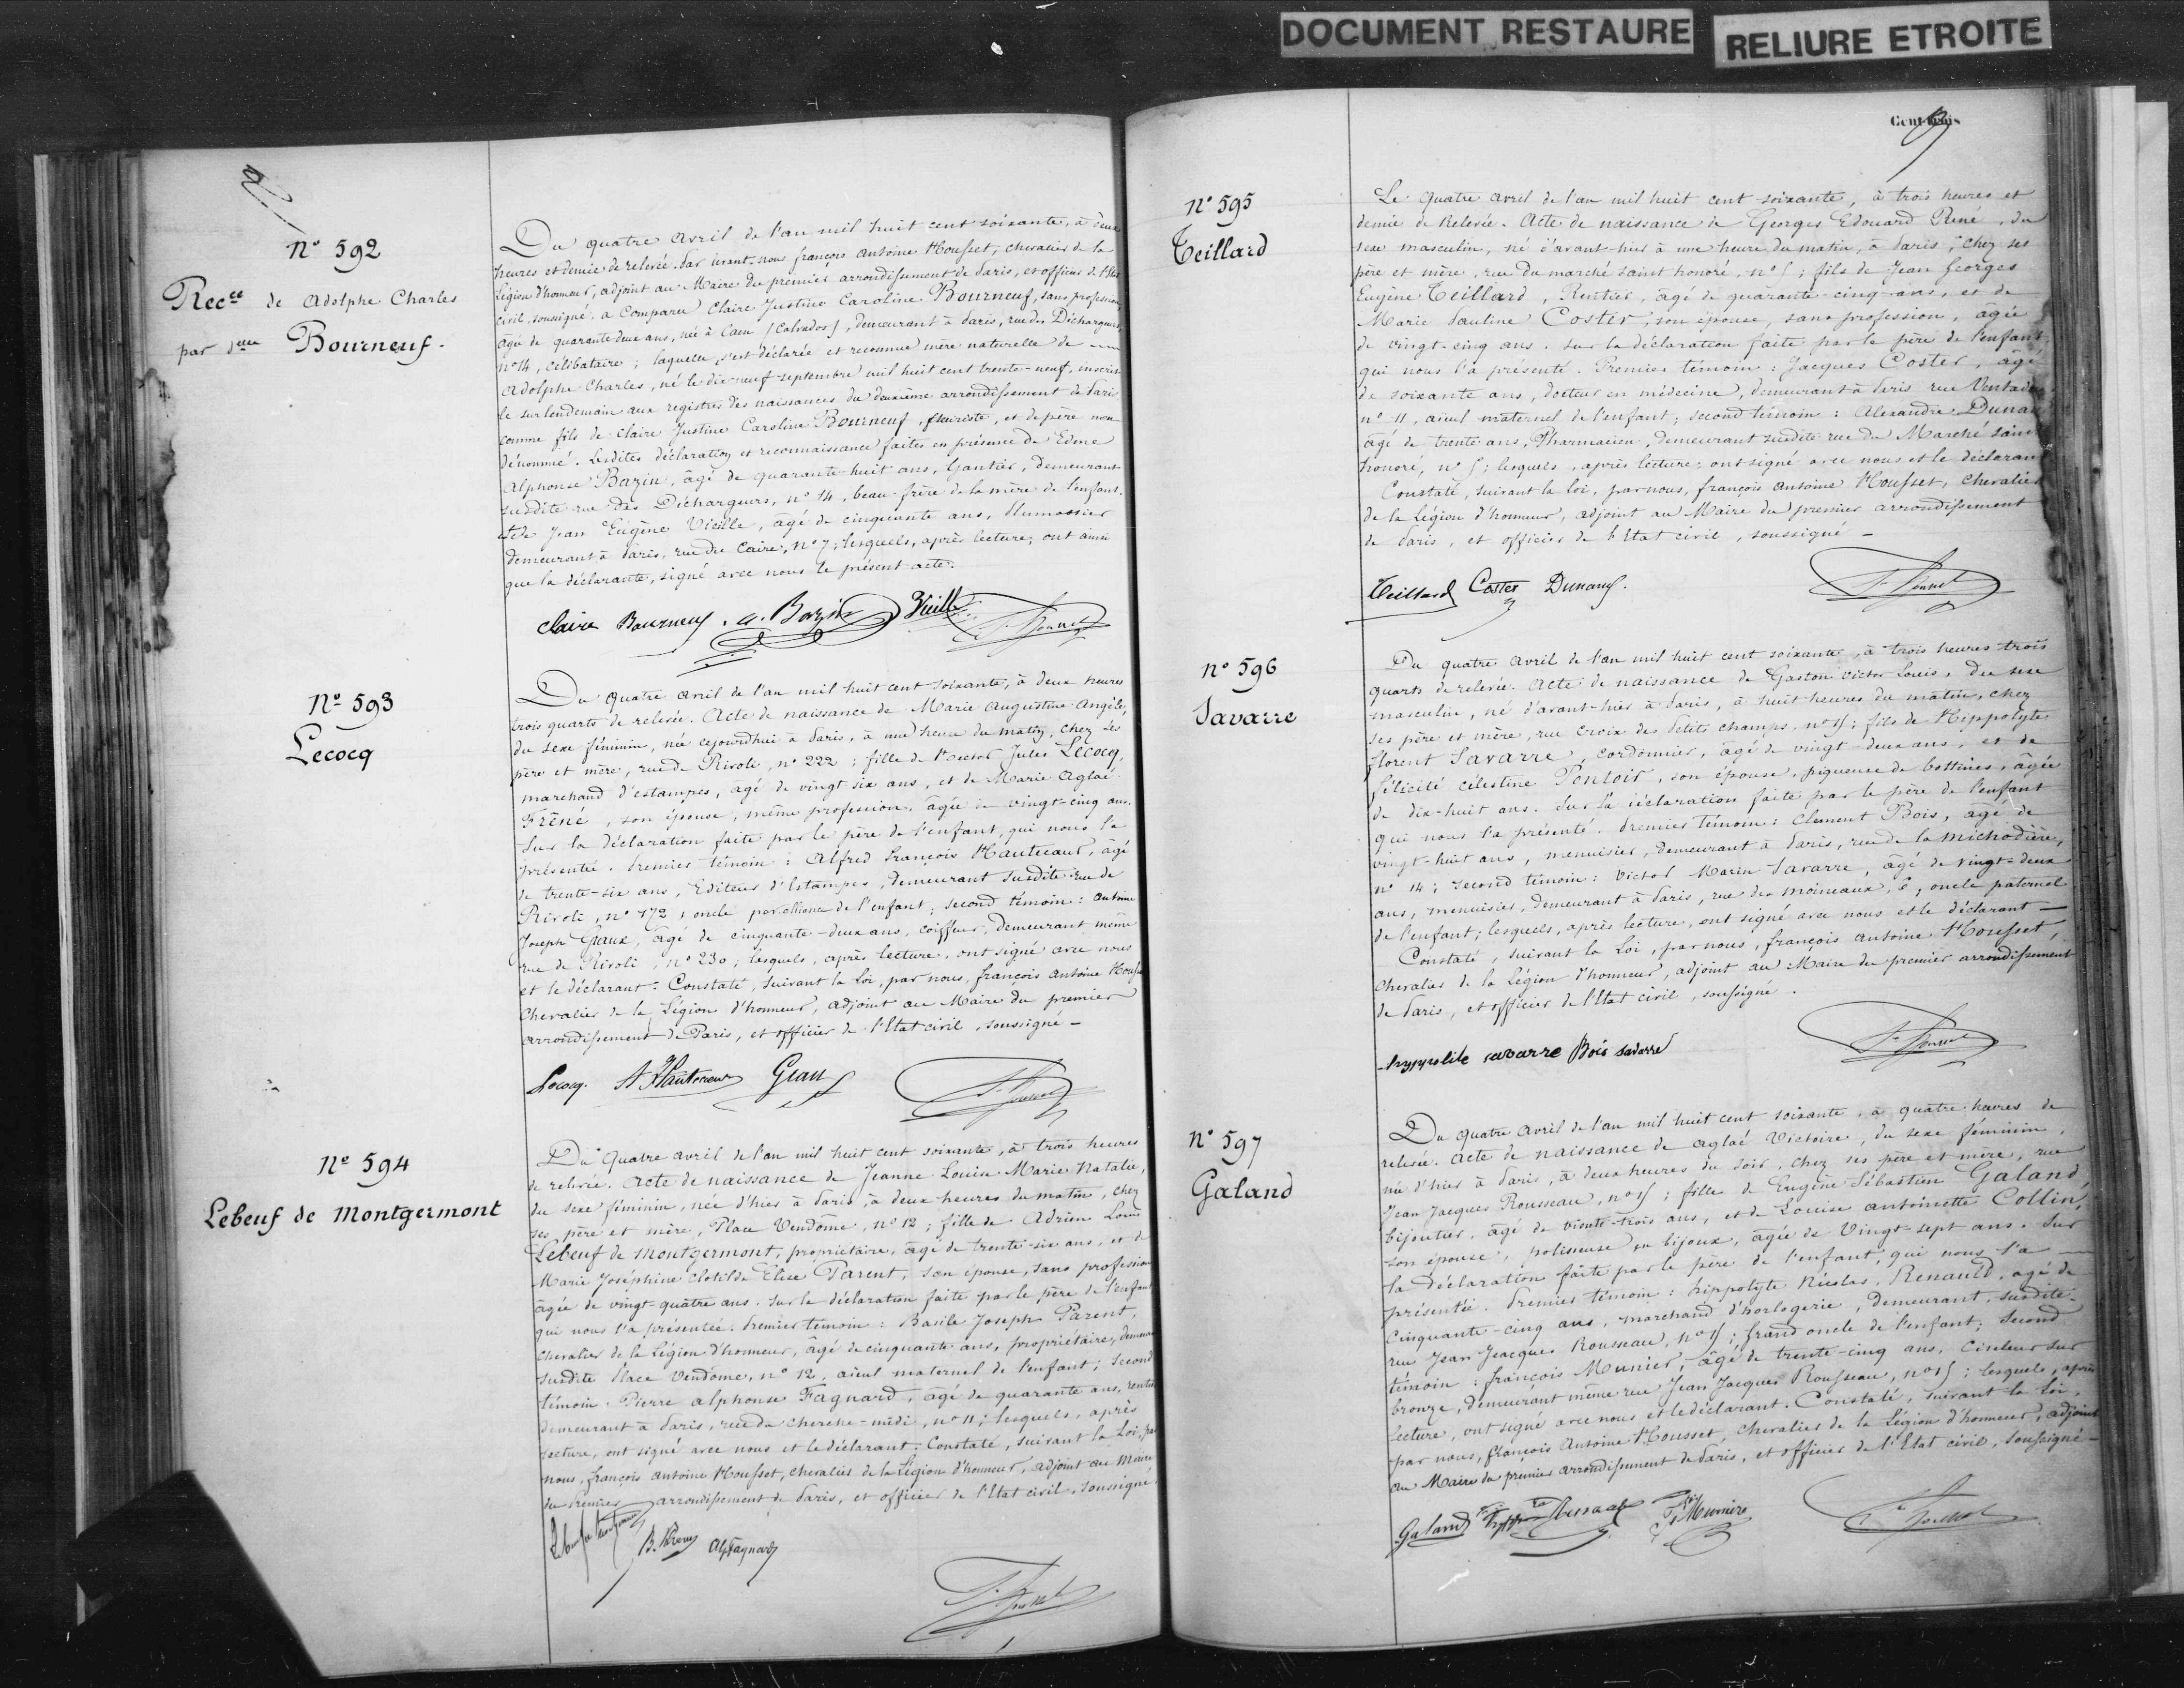 DOCUMENT RESTAURE
RELIURE ETROITE
N° 592
Recce de Adolphe Charles
par dlle Bourneuf.
Du quatre Avril de l'an mil huit cent soixante, à deux
heures et demie de relevée. Par devant nous françois Antoine Housset, chevalier de la
Légion d'honneur, adjoint au Maire du premier arrondissement de Paris, et officier de l'Etat
civil, soussigné. a Comparu Claire Justine Caroline Bourneuf, sans profession,
agée de quarante deux ans, née à Caen (Calvados), demeurant à Paris, rue des Déchargeurs
n° 14, célibataire; laquelle s'est déclarée et reconnue mère naturelle de
Adolphe Charles, né le dix-neuf septembre mil huit cent trente-neuf, inscrit
le surlendemain aux registres des naissances du deuxième arrondissement de Paris
comme fils de Claire Justine Caroline Bourneuf, fleuriste, et de père non
dénommé. Lesdites déclaration et reconnaissance faites en présence de Edme
Alphonse Bazin, âgé de quarante-huit ans, Gantier, demeurant
susdite rue des Déchargeurs, n° 14, beau-frère de la mère de l'enfant.
et de Jean Eugène Vieille, âgé de cinquante ans, Plumassier
demeurant à Paris, rue du Caire, n° 7; lesquels, après lecture, ont ainsi
que la déclarante, signé avec nous le présent acte.
Claire Bourneuf. a. Bazin Vieille
N° 593
Lecocq
Du quatre avril de l'an mil huit cent soixante, à deux heures
trois quarts de relevée. Acte de naissance de Marie Augustine Angèle,
du sexe féminin, née cejourd'hui à Paris, à une heure du matin, chez ses
père et mère, rue de Rivoli, n° 222; fille de Victor Jules Lecocq,
marchand d'estampes, agé de vingt six ans, et de Marie Aglaé
Frêné, son épouse, même profession, âgée de vingt-cinq ans.
Sur la déclaration faite par le père de l'enfant, qui nous l'a
présentée. Premier témoin: Alfred François Hautecœur, âgé
de trente-six ans, Editeur d'Estampes, demeurant susdite rue de
Rivoli, n° 172, oncle par alliance de l'enfant; second témoin: antoine
Joseph Graux, âgé de cinquante-deux ans, coiffeur, demeurant même
rue de Rivoli, n° 230; lesquels, après lecture, ont signé avec nous
et le déclarant. Constaté, suivant la Loi, par nous, françois Antoine Housset
Chevalier de la Légion d'honneur, adjoint au Maire du premier
arrondissement de Paris, et officier de l'Etat civil, soussigné -
Lecocq. A Hautecœur Graux
N° 594
Lebeuf de Montgermont
Du quatre avril de l'an mil huit cent soixante, à trois heures
de relevée. Acte de naissance de Jeanne Louise Marie Natalie,
du sexe féminin, née d'hier à Paris, à deux heures du matin, chez
ses père et mère, Place Vendôme, n° 12; fille de Adrien Louis
Lebeuf de Montgermont, propriétaire, âgé de trente-six ans, et de
Marie Joséphine Clotilde Elise Parent, son épouse, sans profession
âgée de vingt-quatre ans. Sur la déclaration faite par le père de l'enfant
qui nous l'a présentée. Premier témoin: Basile Joseph Parent,
Chevalier de la Légion d'honneur, âgé de cinquante ans, propriétaire, demeurant
susdite Place Vendôme, n° 12, aïeul maternel de l'enfant; Second
témoin. Pierre Alphonse Fagnard, âgé de quarante ans, rentier
demeurant à Paris, rue du Cherche-midi, n° 11; lesquels, après
lecture, ont signé avec nous et le déclarant; Constaté, suivant la Loi, par
nous, françois Antoine Housset, chevalier de la Légion d'honneur, adjoint au Maire
du Premier arrondissement de Paris, et officier de l'Etat civil, soussigné.
B. Parent Alp Fagnard
Cent trois
N° 595
Teillard
Le quatre avril de l'an mil huit cent soixante, à trois heures et
demie de Relevée. Acte de naissance de Georges Edouard René, du
sexe masculin, né d'avant-hier à une heure du matin, à Paris, chez ses
père et mère, rue du marché Saint honoré, n° 5; fils de Jean Georges
Eugène Teillard, Rentier, âgé de quarante-cinq ans, et de
Marie Pauline Coster, son épouse, sans profession, âgée
de vingt-cinq ans. Sur la déclaration faite par le père de l'enfant,
qui nous l'a présenté. Premier témoin: Jacques Coster, âgé
de soixante ans, docteur en médecine, demeurant à Paris rue Ventadour
n° 11, aïeul maternel de l'enfant; second témoin: Alexandre Dunan
âgé de trente ans, Pharmacien, demeurant susdite rue du Marché Saint
honoré, n° 5; lesquels, après lecture, ont signé avec nous et le déclarant
Constaté, suivant la Loi, par nous, françois Antoine Housset, chevalier
de la Légion d'honneur, adjoint au Maire du premier arrondissement
de Paris, et officier de l'Etat civil, soussigné -
Teillard Coster Dunan
N° 596
Savarre
Du quatre Avril de l'an mil huit cent soixante, à trois heures trois
quarts de relevée. Acte de naissance de Gaston Victor Louis, du sexe
masculin, né d'avant-hier à Paris, à huit heures du matin, chez
ses père et mère, rue Croix des Petits champs, n° 15; fils de Hippolyte
florent Savarre, cordonnier, âgé de vingt-deux ans, et de
félicité célestine Pontoir, son épouse, piqueuse de bottines, âgée
de dix-huit ans. Sur la déclaration faite par le père de l'enfant
qui nous l'a présenté. Premier témoin: Clément Bois, âgé de
vingt-huit ans, menuisier, demeurant à Paris, rue de la Michodière,
n° 14; second témoin: Victor Marin Savarre, âgé de vingt-deux
ans, menuisier, demeurant à Paris, rue des moineaux, 6, oncle paternel
de l'enfant; lesquels, après lecture, ont signé avec nous et le déclarant -
Constaté, suivant la Loi, par nous, françois Antoine Housset,
chevalier de la Légion d'honneur, adjoint au Maire du premier arrondissement
de Paris, et officier de l'Etat civil, soussigné.
hyppolite savarre Bois Savarre
N° 597
Galand
Du quatre avril de l'an mil huit cent soixante, à quatre heures de
relevée. Acte de naissance de Aglaé Victoire, du sexe féminin,
née d'hier à Paris, à deux heures du soir, chez ses père et mère, rue
Jean Jacques Rousseau, n° 15; fille de Eugène Sébastien Galand,
bijoutier, âgé de trente-trois ans, et de Louise antoinette Collin,
son épouse, polisseuse en bijoux, âgée de Vingt-sept ans. Sur
la déclaration faite par le père de l'enfant qui nous l'a
présentée. Premier témoin: hippolyte Nicolas Renauld, agé de
Cinquante-cinq ans, marchand d'horlogerie, demeurant susdite
rue Jean Jacques Rousseau, n° 15; grand oncle de l'enfant; Second
témoin: françois Munier, âgé de trente-cinq ans, Ciseleur sur
bronze, demeurant même rue Jean Jacques Rousseau, n° 15; lesquels, après
lecture, ont signé avec nous et le déclarant. Constaté, suivant la Loi,
par nous, françois Antoine Housset, Chevalier de la Légion d'honneur, adjoint
au Maire du premier arrondissement de Paris, et officier de l'Etat civil, soussigné -
Galand